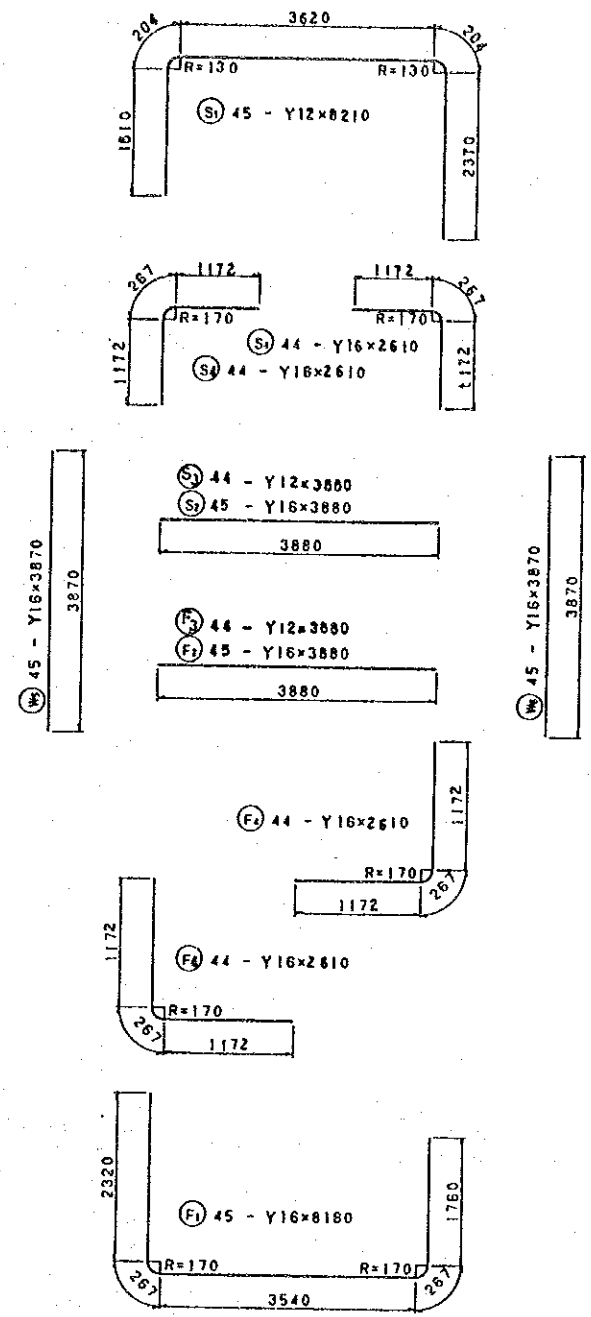 204
3620
204
R=130
R=130
S1 45 - Y12×8210
1810
2370
267
1172
1172
267
R=170
R=170
S4 44 - Y16×2610
S4 44 - Y16×2610
1172
1172
S3 44 - Y12×3880
S2 45 - Y16×3880
3880
W5 45 - Y16×3870
3870
3870
W6 45 - Y16×3870
F3 44 - Y12×3880
F2 45 - Y16×3880
3880
F4 44 - Y16×2610
1172
R=170
267
1172
1172
F4 44 - Y16×2610
R=170
267
1172
2320
F1 45 - Y16×8180
1760
R=170
R=170
267
267
3540